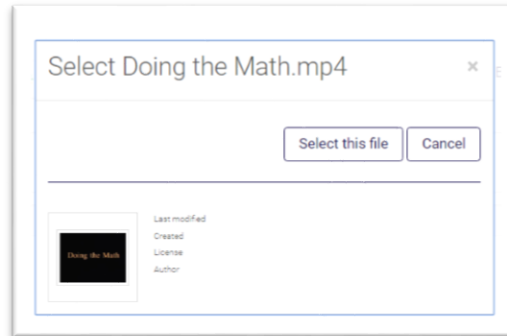 Select Doing the Math.mp4 ×
Select this file Cancel
Doing the Math
Last modified
Created
License
Author